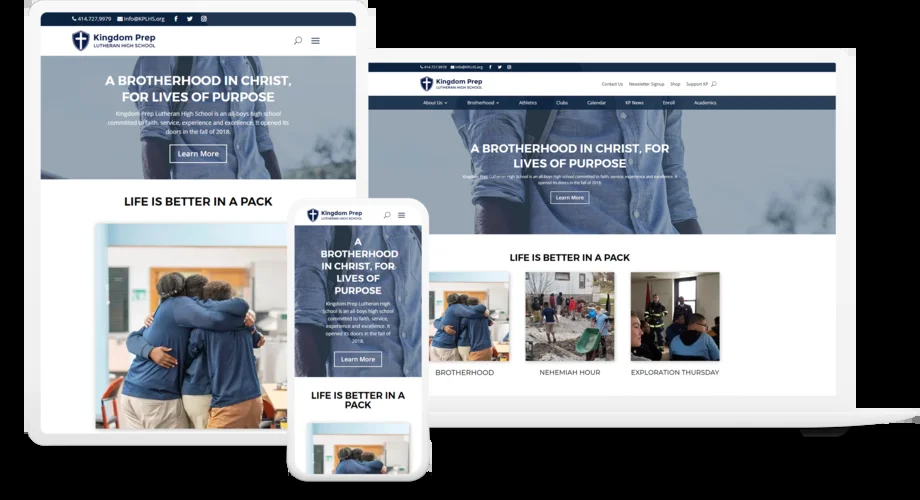 414.727.9979 Info@KPLHS.org
Kingdom Prep
LUTHERAN HIGH SCHOOL
A BROTHERHOOD IN CHRIST,
FOR LIVES OF PURPOSE
Kingdom Prep Lutheran High School is an all-boys high school
committed to faith, service, experience and excellence. It opened its
doors in the fall of 2018.
Learn More
LIFE IS BETTER IN A PACK
Kingdom Prep
LUTHERAN HIGH SCHOOL
A
BROTHERHOOD
IN CHRIST, FOR
LIVES OF
PURPOSE
Kingdom Prep Lutheran High
School is an all-boys high school
committed to faith, service,
experience and excellence. It
opened its doors in the fall of
2018.
Learn More
LIFE IS BETTER IN A
PACK
414.727.9979 Info@KPLHS.org
Kingdom Prep
LUTHERAN HIGH SCHOOL
Contact Us Newsletter Signup Shop Support KP
About Us Brotherhood Athletics Clubs Calendar KP News Enroll Academics
A BROTHERHOOD IN CHRIST, FOR
LIVES OF PURPOSE
Kingdom Prep Lutheran High School is an all-boys high school committed to faith, service, experience and excellence. It
opened its doors in the fall of 2018.
Learn More
LIFE IS BETTER IN A PACK
BROTHERHOOD NEHEMIAH HOUR EXPLORATION THURSDAY